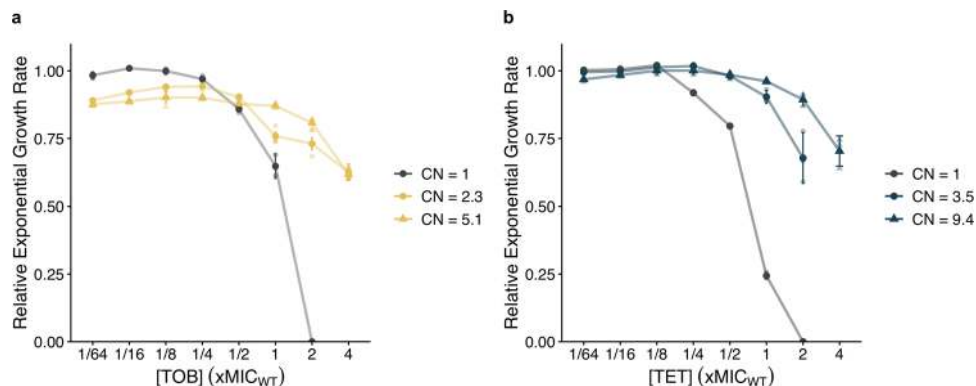 a
Relative Exponential Growth Rate
1.00
0.75
0.50
0.25
0.00
1/64 1/16 1/8 1/4 1/2 1 2 4
[TOB] (xMICWT)
CN = 1
CN = 2.3
CN = 5.1
b
Relative Exponential Growth Rate
1.00
0.75
0.50
0.25
0.00
1/64 1/16 1/8 1/4 1/2 1 2 4
[TET] (xMICWT)
CN = 1
CN = 3.5
CN = 9.4